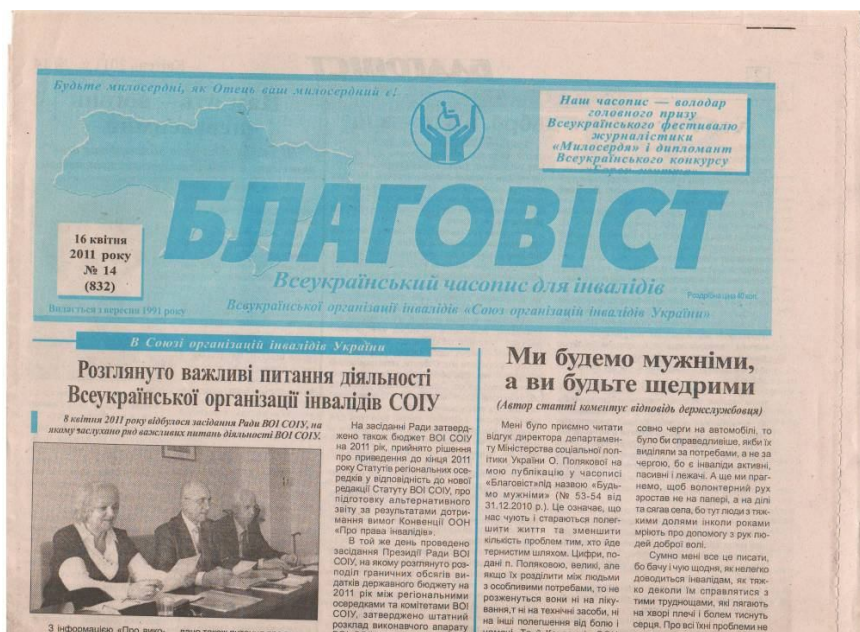 Будьте милосердні, як Отець ваш милосердний є!
Наш часопис — володар
головного призу
Всеукраїнського фестивалю
журналістики
«Милосердя» і дипломант
Всеукраїнського конкурсу
БЛАГОВІСТ
16 квітня
2011 року
№ 14
(832)
Всеукраїнський часопис для інвалідів
Видається з вересня 1991 року
Всеукраїнської організації інвалідів «Союз організацій інвалідів України»
В Союзі організацій інвалідів України
Розглянуто важливі питання діяльності
Всеукраїнської організації інвалідів СОІУ
8 квітня 2011 року відбулося засідання Ради ВОІ СОІУ, на
якому заслухано ряд важливих питань діяльності ВОІ СОІУ.
На засіданні Ради затверд-
жено також бюджет ВОІ СОІУ
на 2011 рік, прийнято рішення
про приведення до кінця 2011
року Статутів регіональних осе-
редків у відповідність до нової
редакції Статуту ВОІ СОІУ, про
підготовку альтернативного
звіту за результатами дотри-
мання вимог Конвенції ООН
«Про права інвалідів».
В той же день проведено
засідання Президії Ради ВОІ
СОІУ, на якому розглянуто роз-
поділ граничних обсягів ви-
датків державного бюджету на
2011 рік між регіональними
осередками та комітетами ВОІ
СОІУ, затверджено штатний
розклад виконавчого апарату
З інформацією «Про вико-
Ми будемо мужніми,
а ви будьте щедрими
(Автор статті коментує відповідь держслужбовця)
Мені було приємно читати
відгук директора департамен-
ту Міністерства соціальної пол-
ітики України О. Полякової на
мою публікацію у часописі
«Благовіст»під назвою «Будь-
мо мужніми» (№ 53-54 від
31.12.2010 р.). Це означає, що
нас чують і стараються полег-
шити життя та зменшити
кількість проблем тим, хто йде
тернистим шляхом. Цифри, по-
дані п. Поляковою, великі, але
якщо їх розділити між людьми
з особливими потребами, то не
розженуться вони ні на ліку-
вання,т ні на технічні засоби, ні
на інші полегшення від болю і
совно черги на автомобілі, то
було би справедливіше, якби їх
виділяли за потребами, а не за
чергою, бо є інваліди активні,
пасивні і лежачі. А ще ми праг-
немо, щоб волонтерний рух
зростав не на папері, а на ділі
та сягав села, бо тут люди з тяж-
кими долями інколи роками
мріють про допомогу з рук лю-
дей доброї волі.
Сумно мені все це писати,
бо бачу і чую щодня, як нелегко
доводиться інвалідам, як тяж-
ко деколи їм справлятися з
тими труднощами, які лягають
на хворі плечі і болем тиснуть
серця. Про всі їхні проблеми не